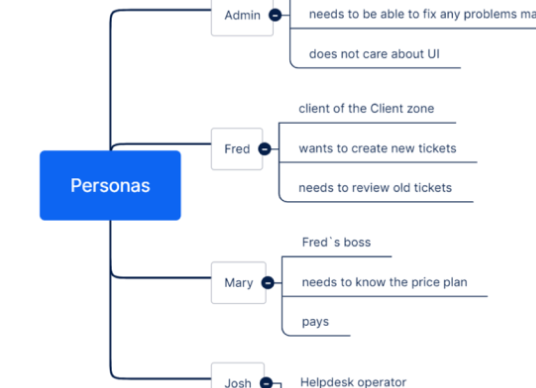 Admin
needs to be able to fix any problems
does not care about UI
client of the Client zone
Fred
wants to create new tickets
needs to review old tickets
Personas
Fred`s boss
Mary
needs to know the price plan
pays
Josh
Helpdesk operator